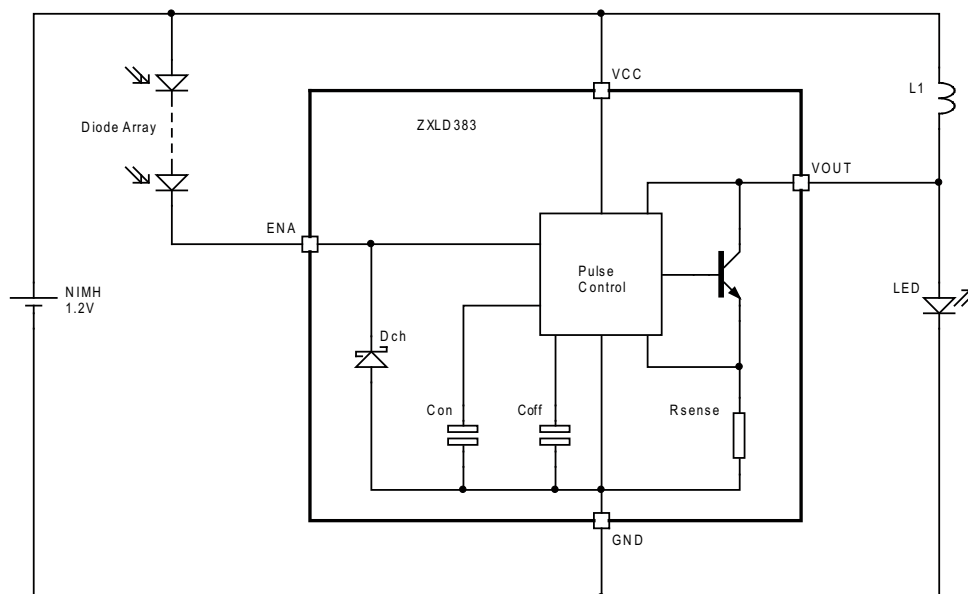 VCC
L1
ZXLD383
Diode Array
VOUT
ENA
Pulse
Control
NIMH
1.2V
LED
Dch
Con
Coff
Rsense
GND